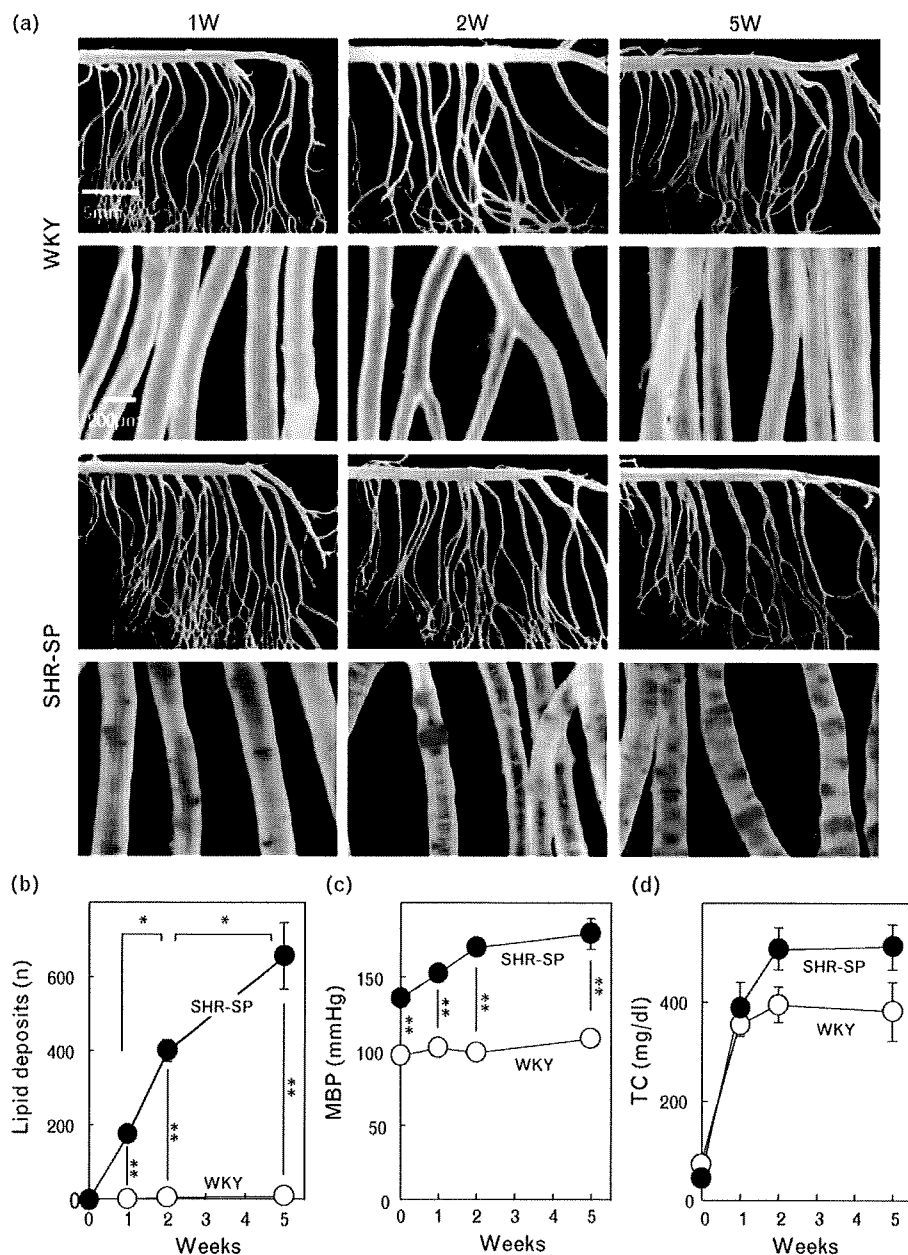 (a)
1W 2W 5W
5mm
WKY
200μm
SHR-SP
(b)
Lipid deposits (n)
600
400
200
0
* *
SHR-SP
**
**
**
WKY
0 1 2 3 4 5
Weeks
(c)
MBP (mmHg)
150
100
50
0
SHR-SP
**
**
**
**
WKY
0 1 2 3 4 5
Weeks
(d)
TC (mg/dl)
400
200
0
SHR-SP
WKY
0 1 2 3 4 5
Weeks